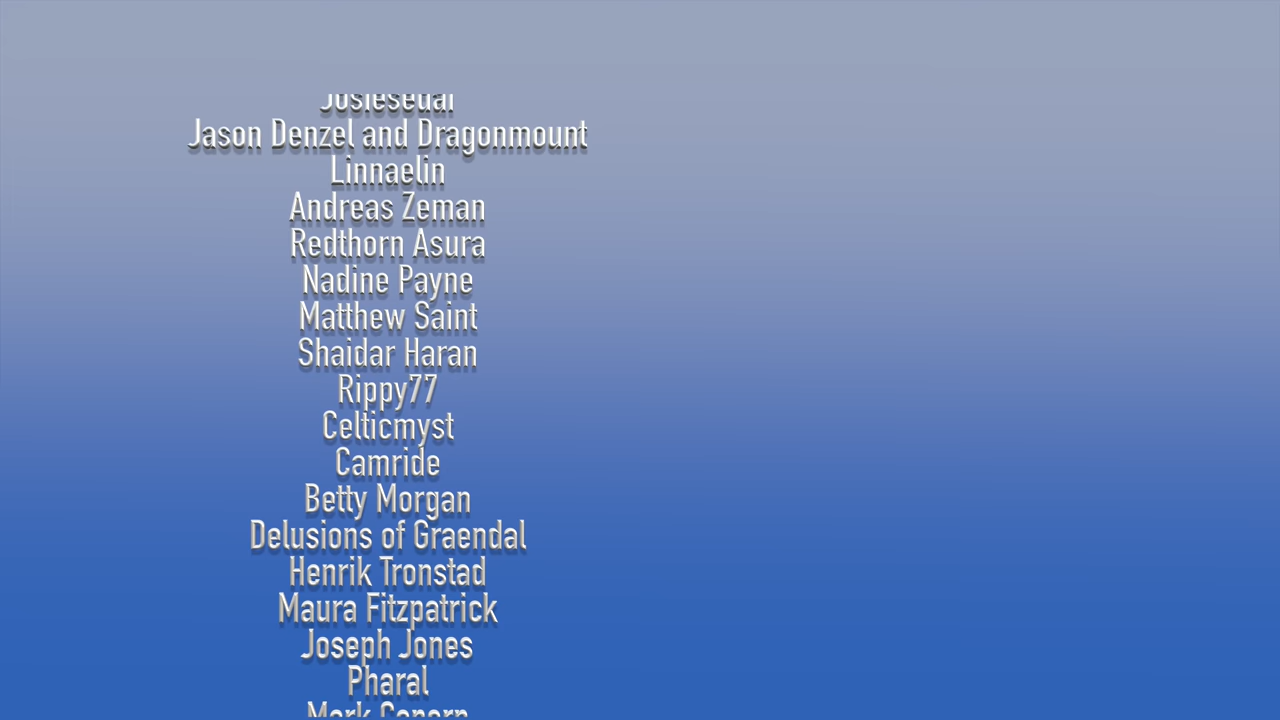 Jason Denzel and Dragonmount
Linnaelin
Andreas Zeman
Redthorn Asura
Nadine Payne
Matthew Saint
Shaidar Haran
Rippy77
Celticmyst
Camride
Betty Morgan
Delusions of Graendal
Henrik Tronstad
Maura Fitzpatrick
Joseph Jones
Pharal
Mark